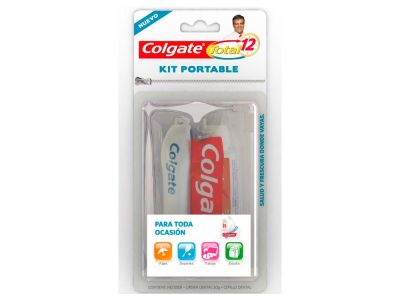 NUEVO
Colgate Total 12
KIT PORTABLE
SALUD Y FRESCURA DONDE VAYAS.
Colgate
Colgate
PARA TODA
OCASIÓN
Viajes
Deportes
Trabajo
Estudio